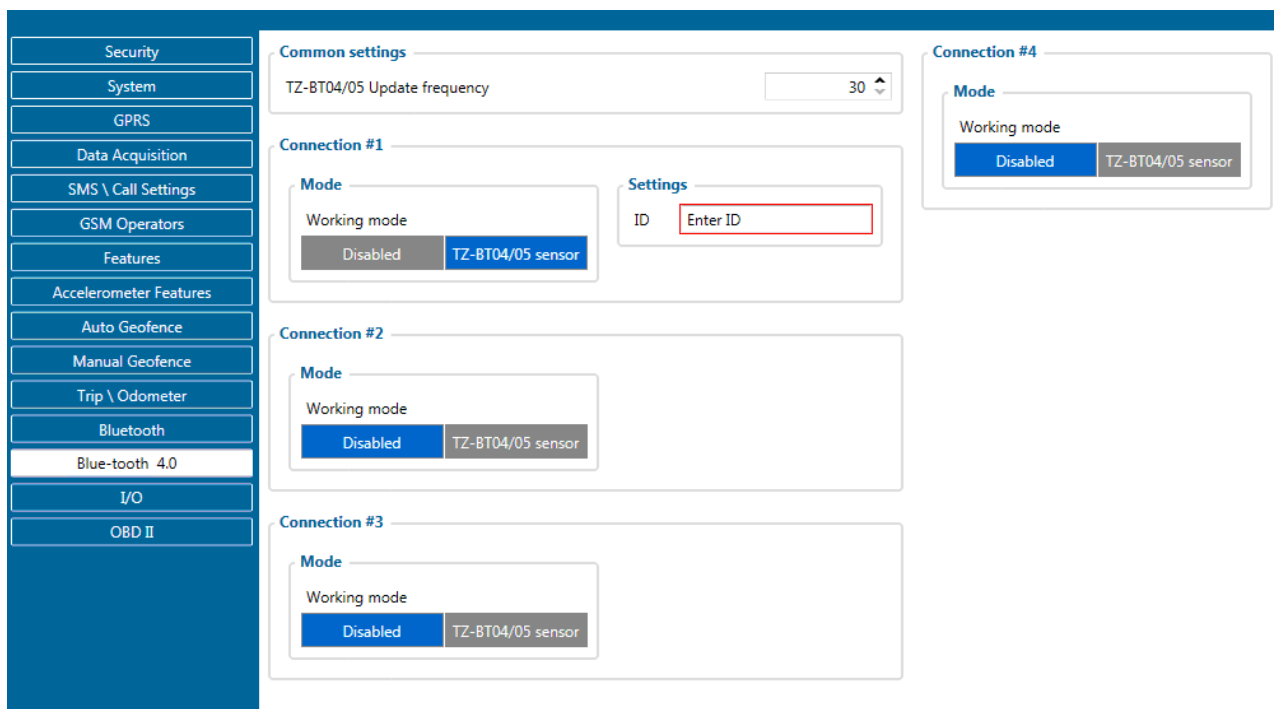 Security
System
GPRS
Data Acquisition
SMS \ Call Settings
GSM Operators
Features
Accelerometer Features
Auto Geofence
Manual Geofence
Trip \ Odometer
Bluetooth
Blue-tooth 4.0
I/O
OBD II
Common settings
TZ-BT04/05 Update frequency 30
Connection #1
Mode
Working mode
Disabled TZ-BT04/05 sensor
Settings
ID Enter ID
Connection #2
Mode
Working mode
Disabled TZ-BT04/05 sensor
Connection #3
Mode
Working mode
Disabled TZ-BT04/05 sensor
Connection #4
Mode
Working mode
Disabled TZ-BT04/05 sensor